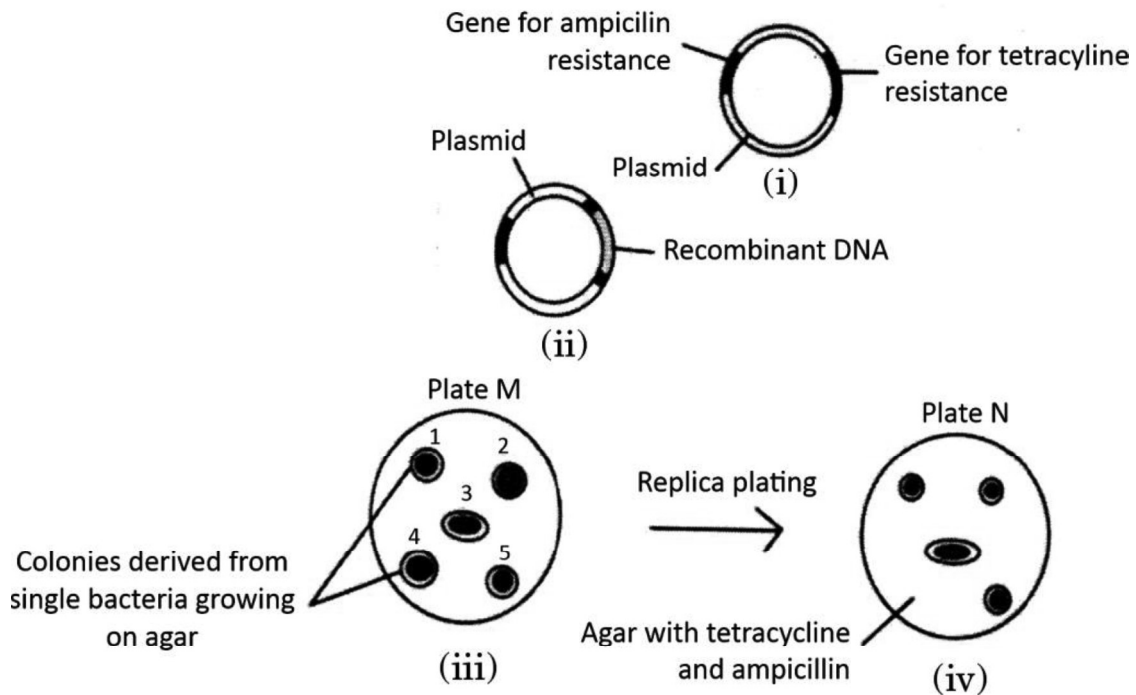 Gene for ampicilin
resistance
Gene for tetracyline
resistance
Plasmid
(i)
Plasmid
Recombinant DNA
(ii)
Plate M
1
2
3
4
5
Colonies derived from
single bacteria growing
on agar
(iii)
Replica plating
Plate N
Agar with tetracycline
and ampicillin
(iv)